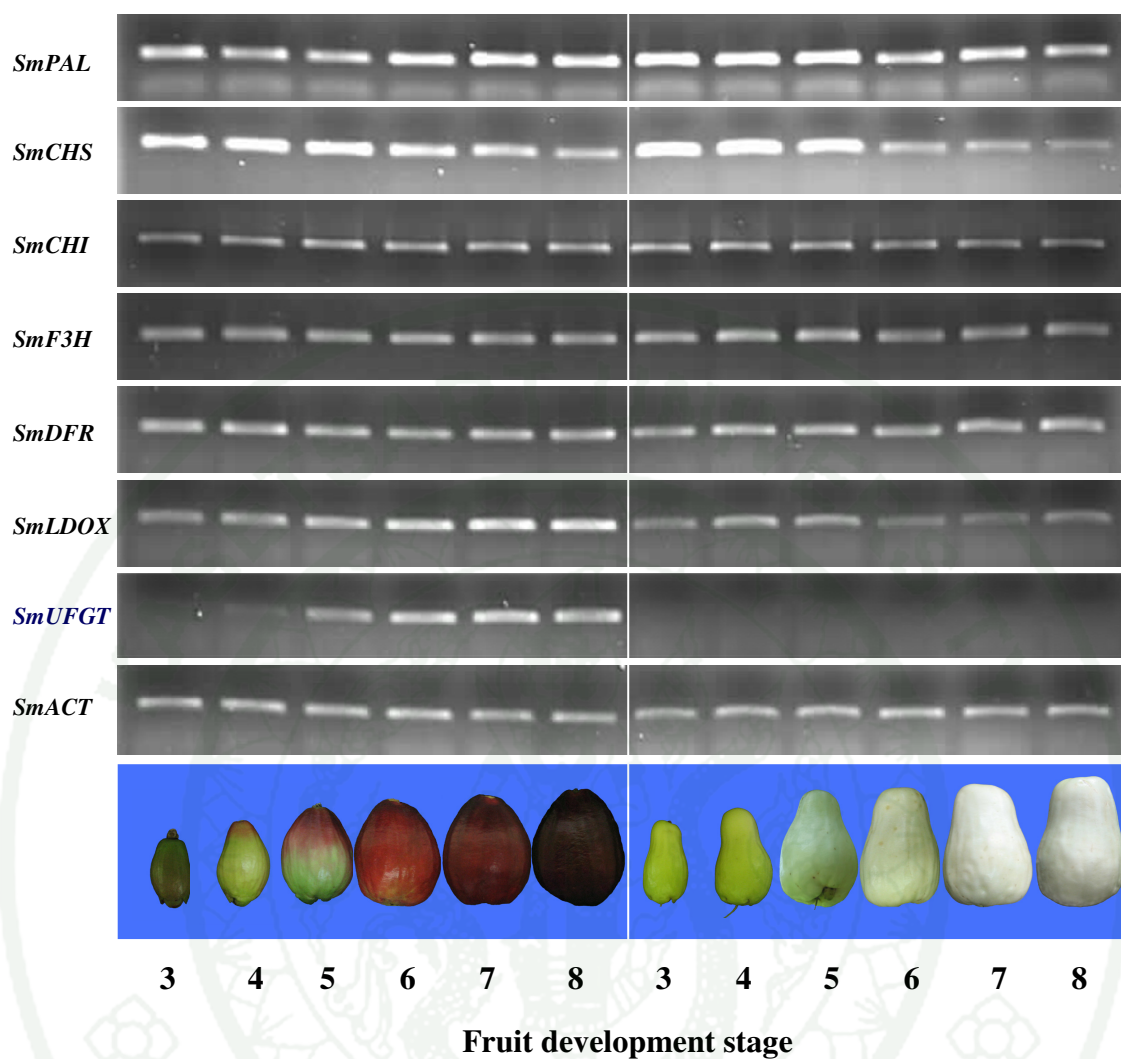 SmPAL
SmCHS
SmCHI
SmF3H
SmDFR
SmLDOX
SmUFGT
SmACT
3 4 5 6 7 8 3 4 5 6 7 8
Fruit development stage